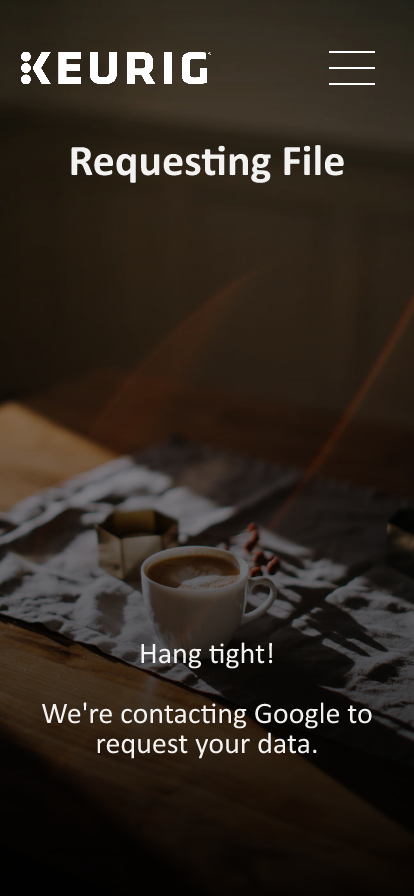 KEURIG
Requesting File
Hang tight!
We're contacting Google to
request your data.